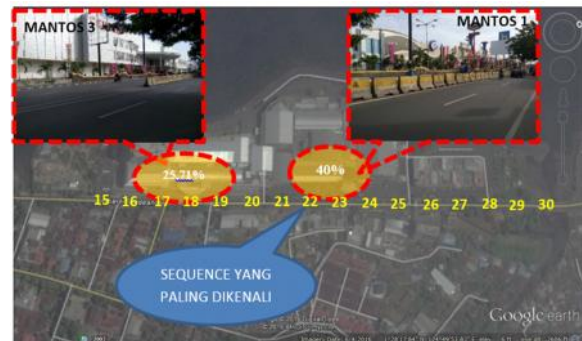 MANTOS 3
MANTOS 1
25,71%
40%
15 16 17 18 19 20 21 22 23 24 25 26 27 28 29 30
SEQUENCE YANG
PALING DIKENALI
Google earth